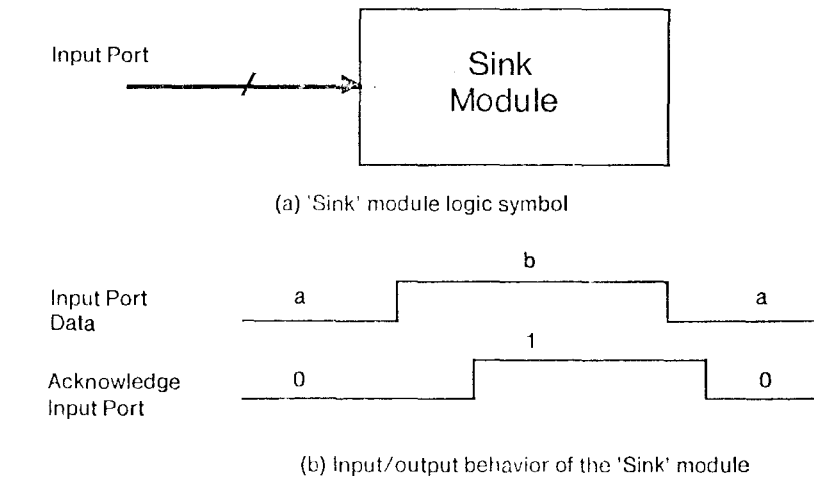 Input Port
Sink
Module
(a) 'Sink' module logic symbol
b
Input Port
Data
a
a
1
Acknowledge
Input Port
0
0
(b) Input/output behavior of the 'Sink' module